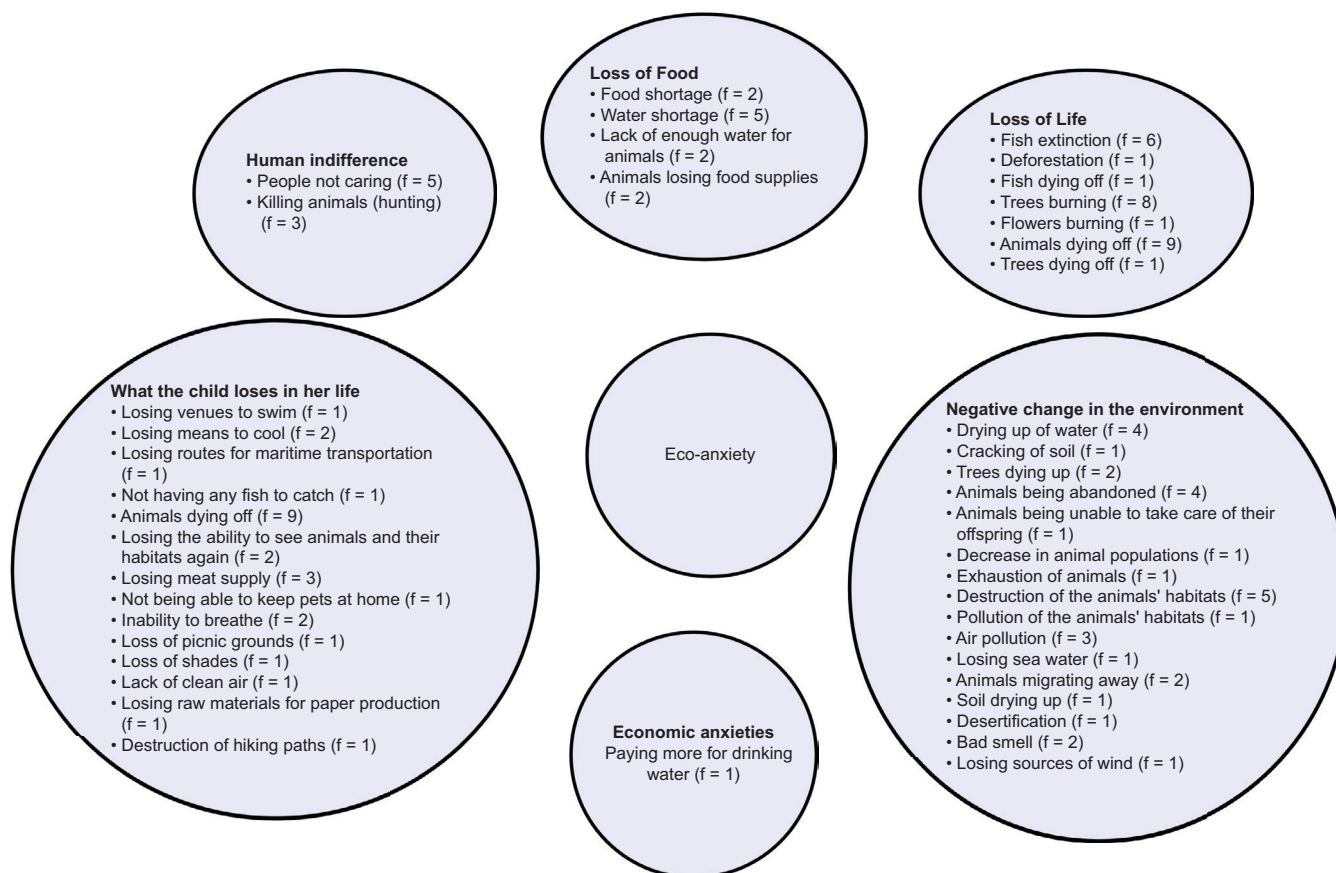 Loss of Food
• Food shortage (f = 2)
• Water shortage (f = 5)
• Lack of enough water for
animals (f = 2)
• Animals losing food supplies
(f = 2)
Human indifference
• People not caring (f = 5)
• Killing animals (hunting)
(f = 3)
Loss of Life
• Fish extinction (f = 6)
• Deforestation (f = 1)
• Fish dying off (f = 1)
• Trees burning (f = 8)
• Flowers burning (f = 1)
• Animals dying off (f = 9)
• Trees dying off (f = 1)
What the child loses in her life
• Losing venues to swim (f = 1)
• Losing means to cool (f = 2)
• Losing routes for maritime transportation
(f = 1)
• Not having any fish to catch (f = 1)
• Animals dying off (f = 9)
• Losing the ability to see animals and their
habitats again (f = 2)
• Losing meat supply (f = 3)
• Not being able to keep pets at home (f = 1)
• Inability to breathe (f = 2)
• Loss of picnic grounds (f = 1)
• Loss of shades (f = 1)
• Lack of clean air (f = 1)
• Losing raw materials for paper production
(f = 1)
• Destruction of hiking paths (f = 1)
Eco-anxiety
Negative change in the environment
• Drying up of water (f = 4)
• Cracking of soil (f = 1)
• Trees dying up (f = 2)
• Animals being abandoned (f = 4)
• Animals being unable to take care of their
offspring (f = 1)
• Decrease in animal populations (f = 1)
• Exhaustion of animals (f = 1)
• Destruction of the animals' habitats (f = 5)
• Pollution of the animals' habitats (f = 1)
• Air pollution (f = 3)
• Losing sea water (f = 1)
• Animals migrating away (f = 2)
• Soil drying up (f = 1)
• Desertification (f = 1)
• Bad smell (f = 2)
• Losing sources of wind (f = 1)
Economic anxieties
Paying more for drinking
water (f = 1)